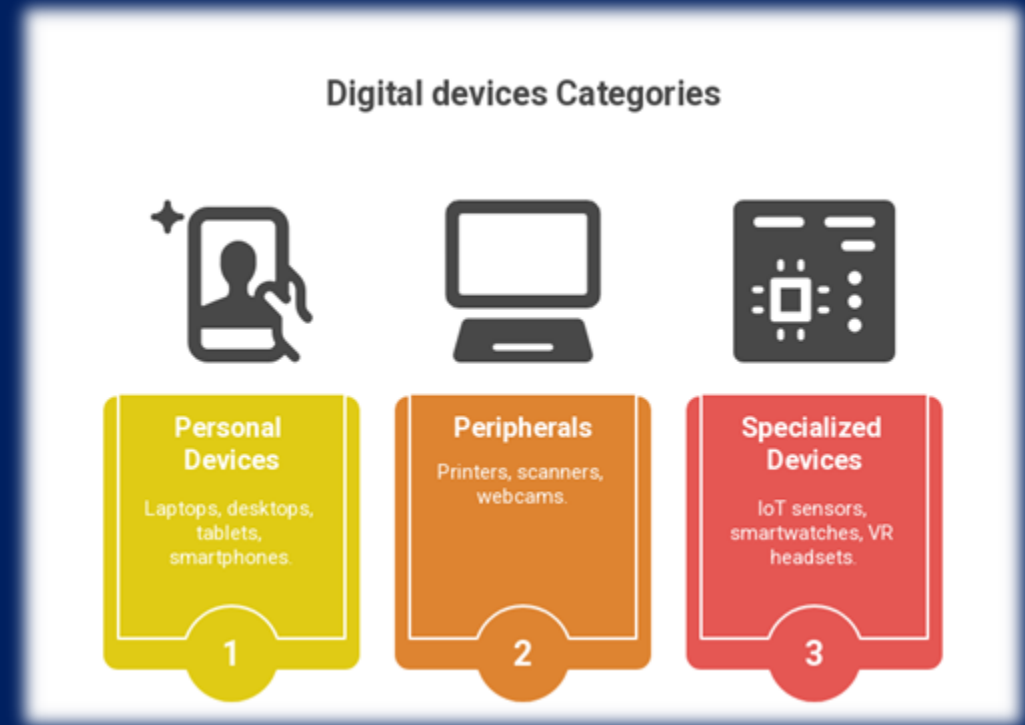 Digital devices Categories
Personal
Devices
Laptops, desktops,
tablets,
smartphones.
1
Peripherals
Printers, scanners,
webcams.
2
Specialized
Devices
IoT sensors,
smartwatches, VR
headsets.
3